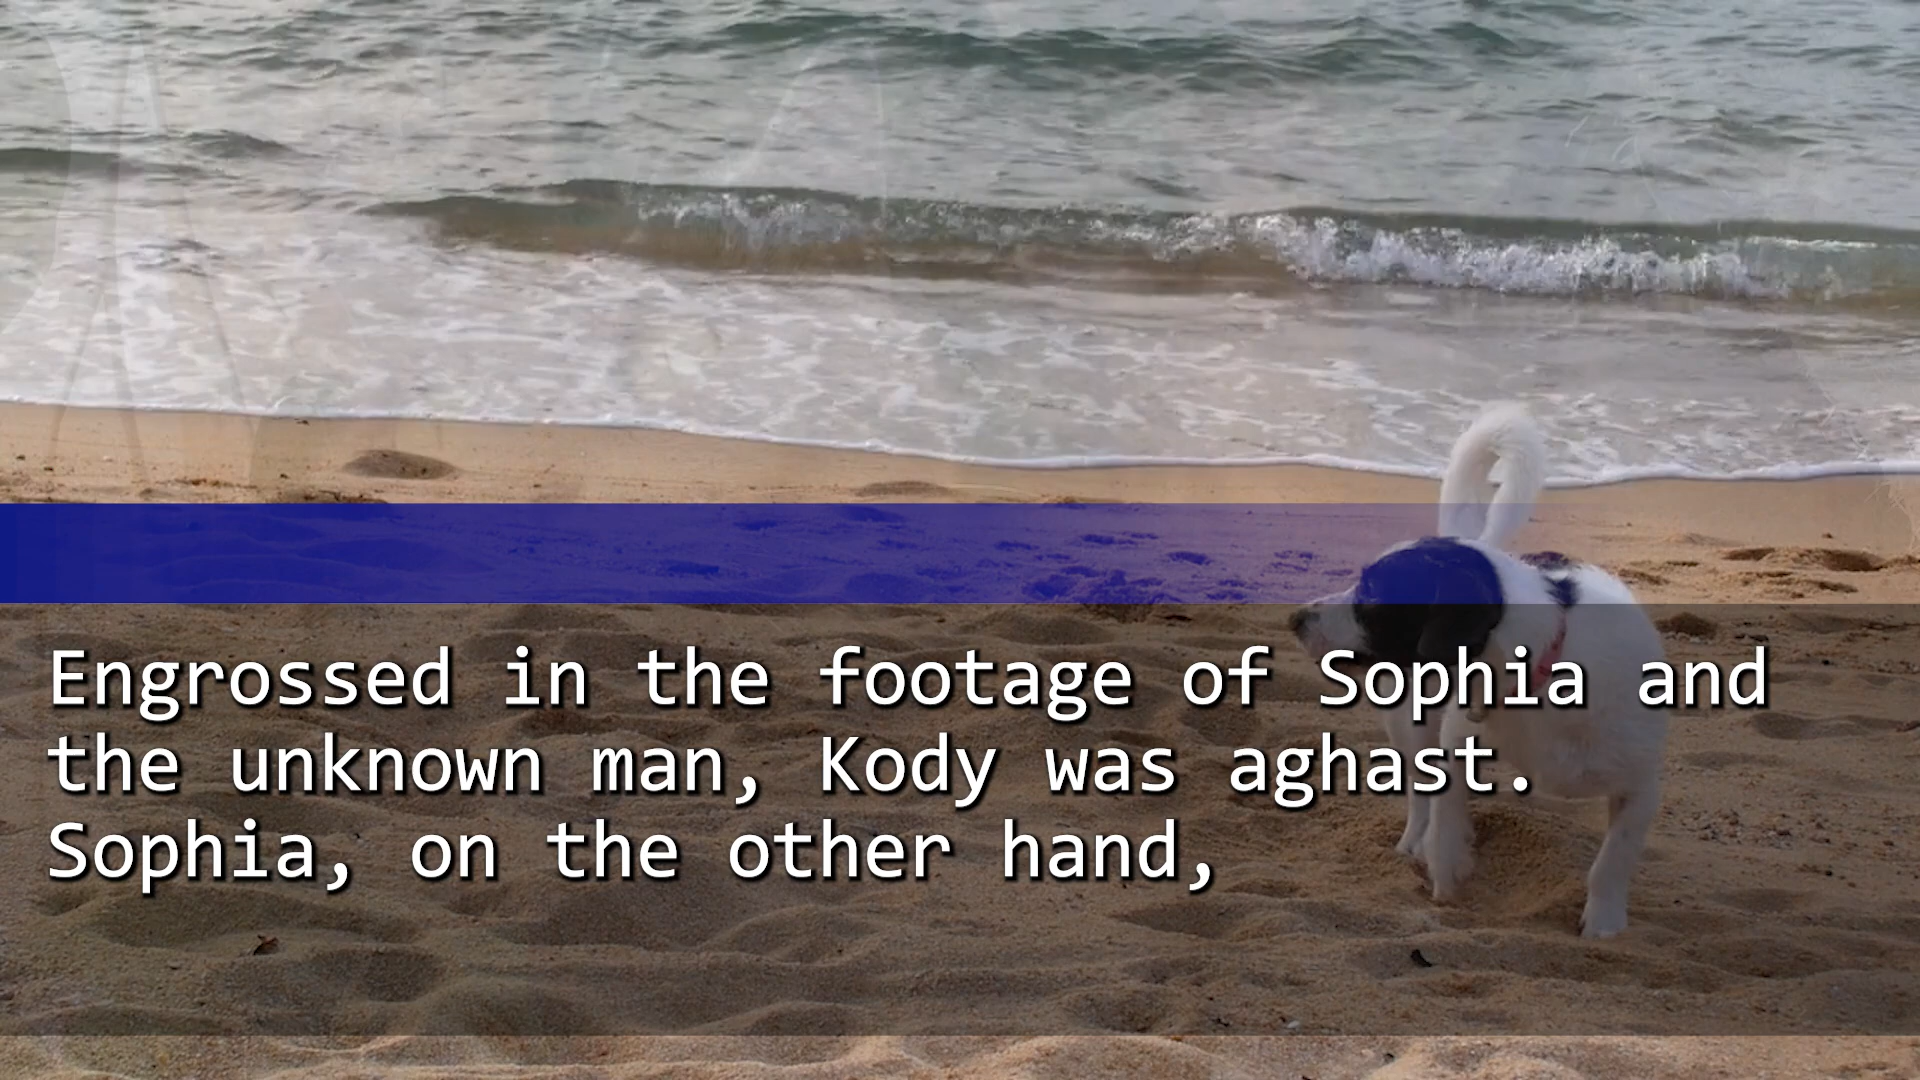 Engrossed in the footage of Sophia and
the unknown man, Kody was aghast.
Sophia, on the other hand,